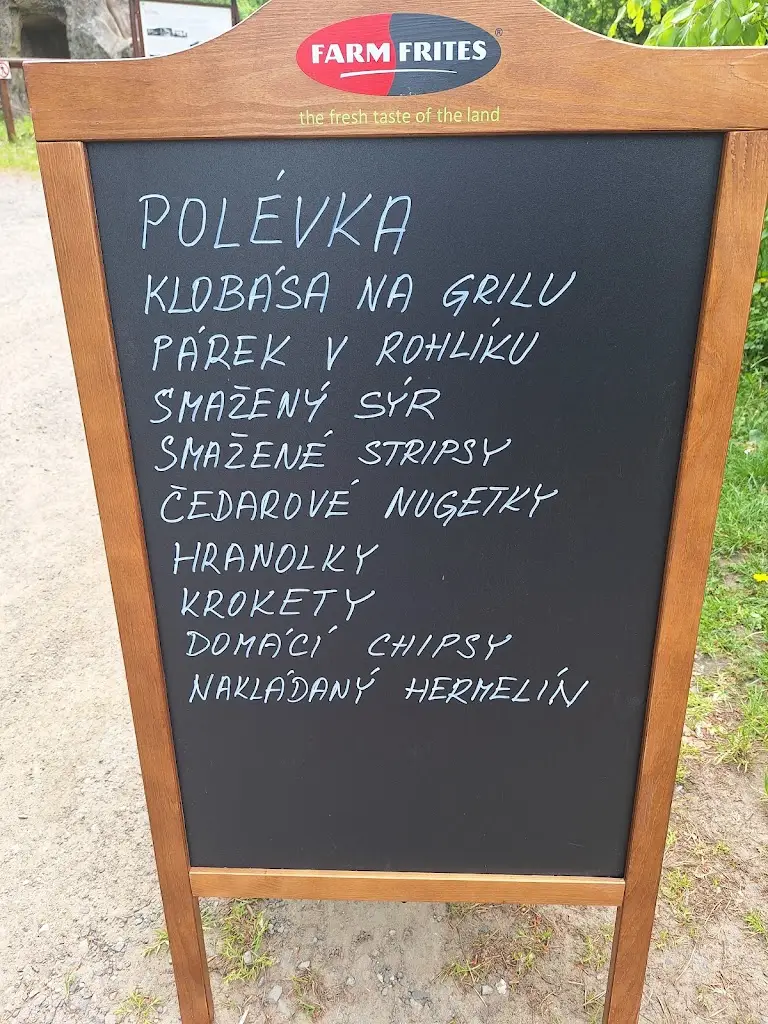 FARM FRITES®
the fresh taste of the land
POLÉVKA
KLOBÁSA NA GRILU
PÁREK V ROHLÍKU
SMAŽENÝ SÝR
SMAŽENÉ STRIPSY
ČEDAROVÉ NUGETKY
HRANOLKY
KROKETY
DOMÁCÍ CHIPSY
NAKLÁDANÝ HERMELÍN